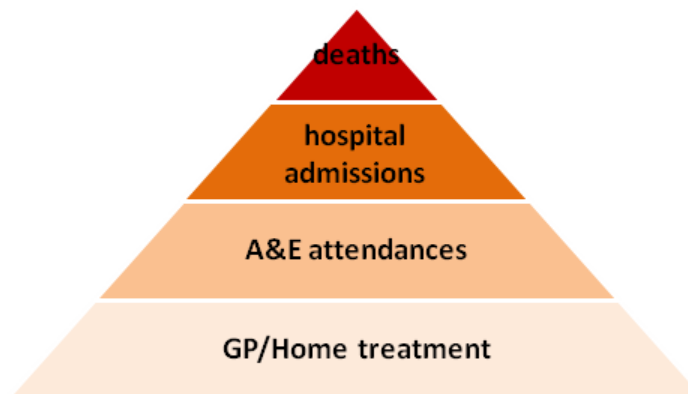 deaths
hospital
admissions
A&E attendances
GP/Home treatment